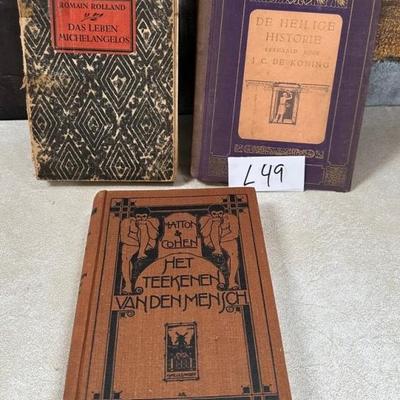 ROMAIN ROLLAND
DAS LEBEN
MICHELANGELOS
DE HEILIGE
HISTORIE
VERHAALD DOOR
J. C. DE KONING
L49
HATTON
& COHEN
HET
TEEKENEN
VAN DEN MENSCH